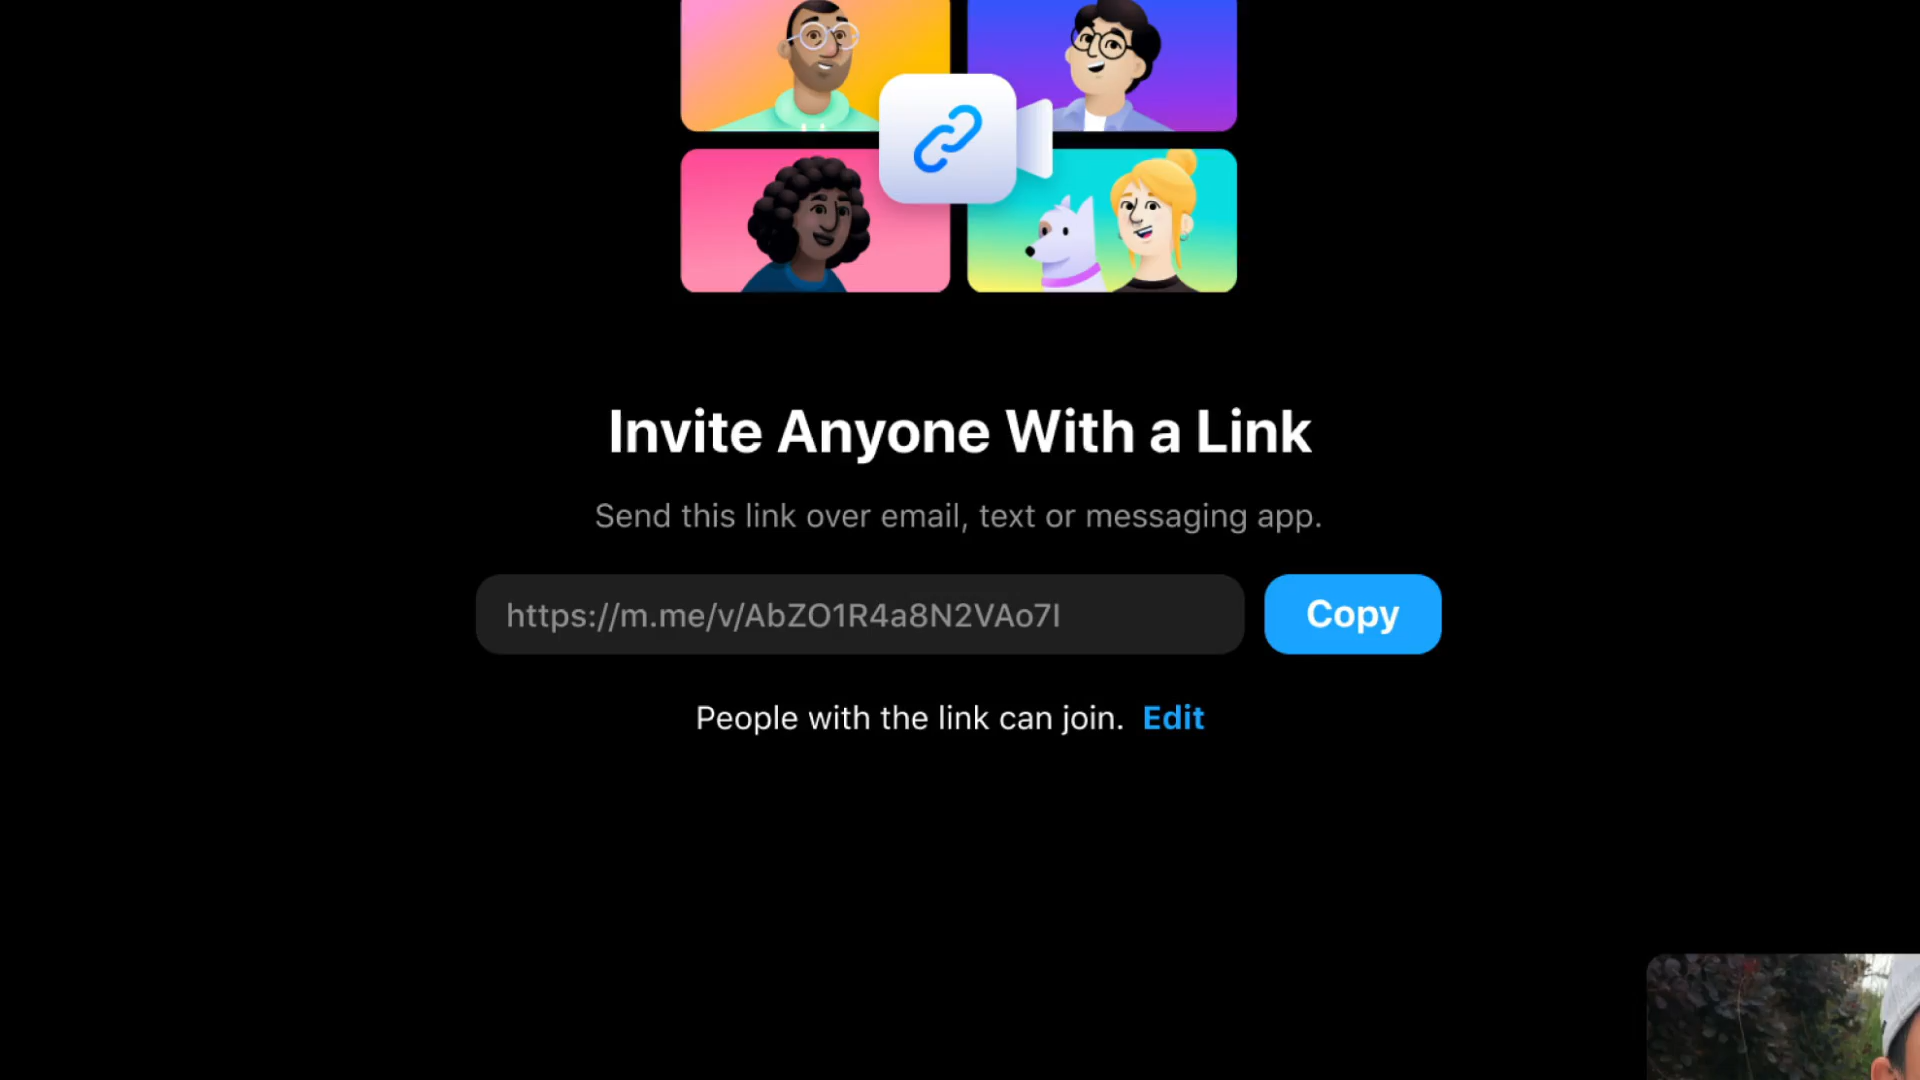 Invite Anyone With a Link
Send this link over email, text or messaging app.
https://m.me/v/AbZO1R4a8N2VAo7I
Copy
People with the link can join. Edit